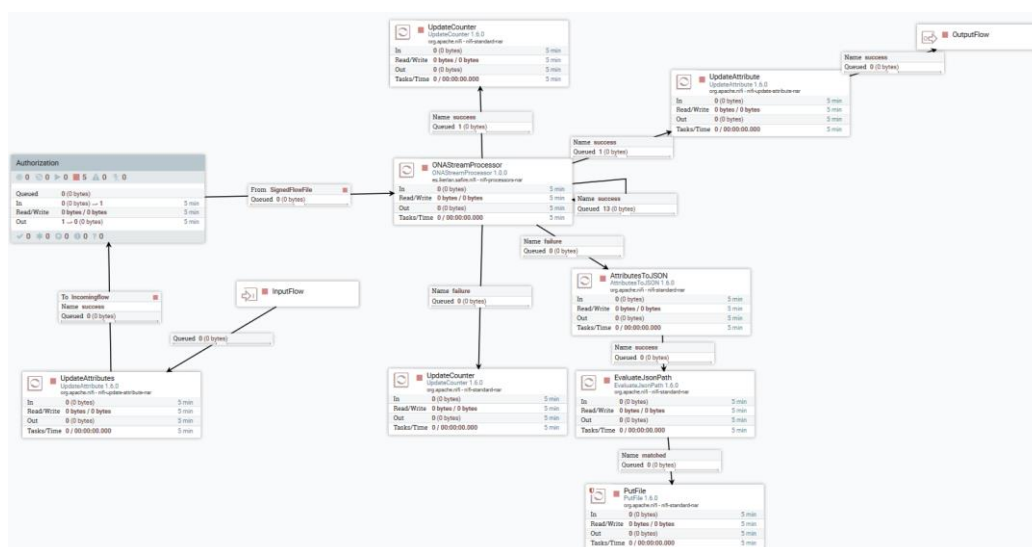 UpdateCounter
UpdateCounter 1.6.0
org.apache.nifi - nifi-standard-nar
In 0 (0 bytes) 5 min
Read/Write 0 bytes / 0 bytes 5 min
Out 0 (0 bytes) 5 min
Tasks/Time 0 / 00:00:00.000 5 min
OutputFlow
Name success
Queued 0 (0 bytes)
UpdateAttribute
UpdateAttribute 1.6.0
org.apache.nifi - nifi-update-attribute-nar
In 0 (0 bytes) 5 min
Read/Write 0 bytes / 0 bytes 5 min
Out 0 (0 bytes) 5 min
Tasks/Time 0 / 00:00:00.000 5 min
Name success
Queued 1 (0 bytes)
Name success
Queued 1 (0 bytes)
Authorization
0 0 0 5 0 0
Queued 0 (0 bytes)
In 0 (0 bytes) → 1 5 min
Read/Write 0 bytes / 0 bytes 5 min
Out 1 → 0 (0 bytes) 5 min
0 0 0 0 0
From SignedFlowFile
Queued 0 (0 bytes)
ONAStreamProcessor
ONAStreamProcessor 1.0.0
In 0 (0 bytes) 5 min
Read/Write 0 bytes / 0 bytes 5 min
Out 0 (0 bytes) 5 min
Tasks/Time 0 / 00:00:00.000 5 min
Name success
Queued 13 (0 bytes)
Name failure
Queued 0 (0 bytes)
To Incomingflow
Name success
Queued 0 (0 bytes)
InputFlow
Name failure
Queued 0 (0 bytes)
AttributesToJSON
AttributesToJSON 1.6.0
org.apache.nifi - nifi-standard-nar
In 0 (0 bytes) 5 min
Read/Write 0 bytes / 0 bytes 5 min
Out 0 (0 bytes) 5 min
Tasks/Time 0 / 00:00:00.000 5 min
Queued 0 (0 bytes)
Name success
Queued 0 (0 bytes)
UpdateAttributes
UpdateAttribute 1.6.0
org.apache.nifi - nifi-update-attribute-nar
In 0 (0 bytes) 5 min
Read/Write 0 bytes / 0 bytes 5 min
Out 0 (0 bytes) 5 min
Tasks/Time 0 / 00:00:00.000 5 min
UpdateCounter
UpdateCounter 1.6.0
org.apache.nifi - nifi-standard-nar
In 0 (0 bytes) 5 min
Read/Write 0 bytes / 0 bytes 5 min
Out 0 (0 bytes) 5 min
Tasks/Time 0 / 00:00:00.000 5 min
EvaluateJsonPath
EvaluateJsonPath 1.6.0
org.apache.nifi - nifi-standard-nar
In 0 (0 bytes) 5 min
Read/Write 0 bytes / 0 bytes 5 min
Out 0 (0 bytes) 5 min
Tasks/Time 0 / 00:00:00.000 5 min
Name matched
Queued 0 (0 bytes)
PutFile
PutFile 1.6.0
org.apache.nifi - nifi-standard-nar
In 0 (0 bytes) 5 min
Read/Write 0 bytes / 0 bytes 5 min
Out 0 (0 bytes) 5 min
Tasks/Time 0 / 00:00:00.000 5 min